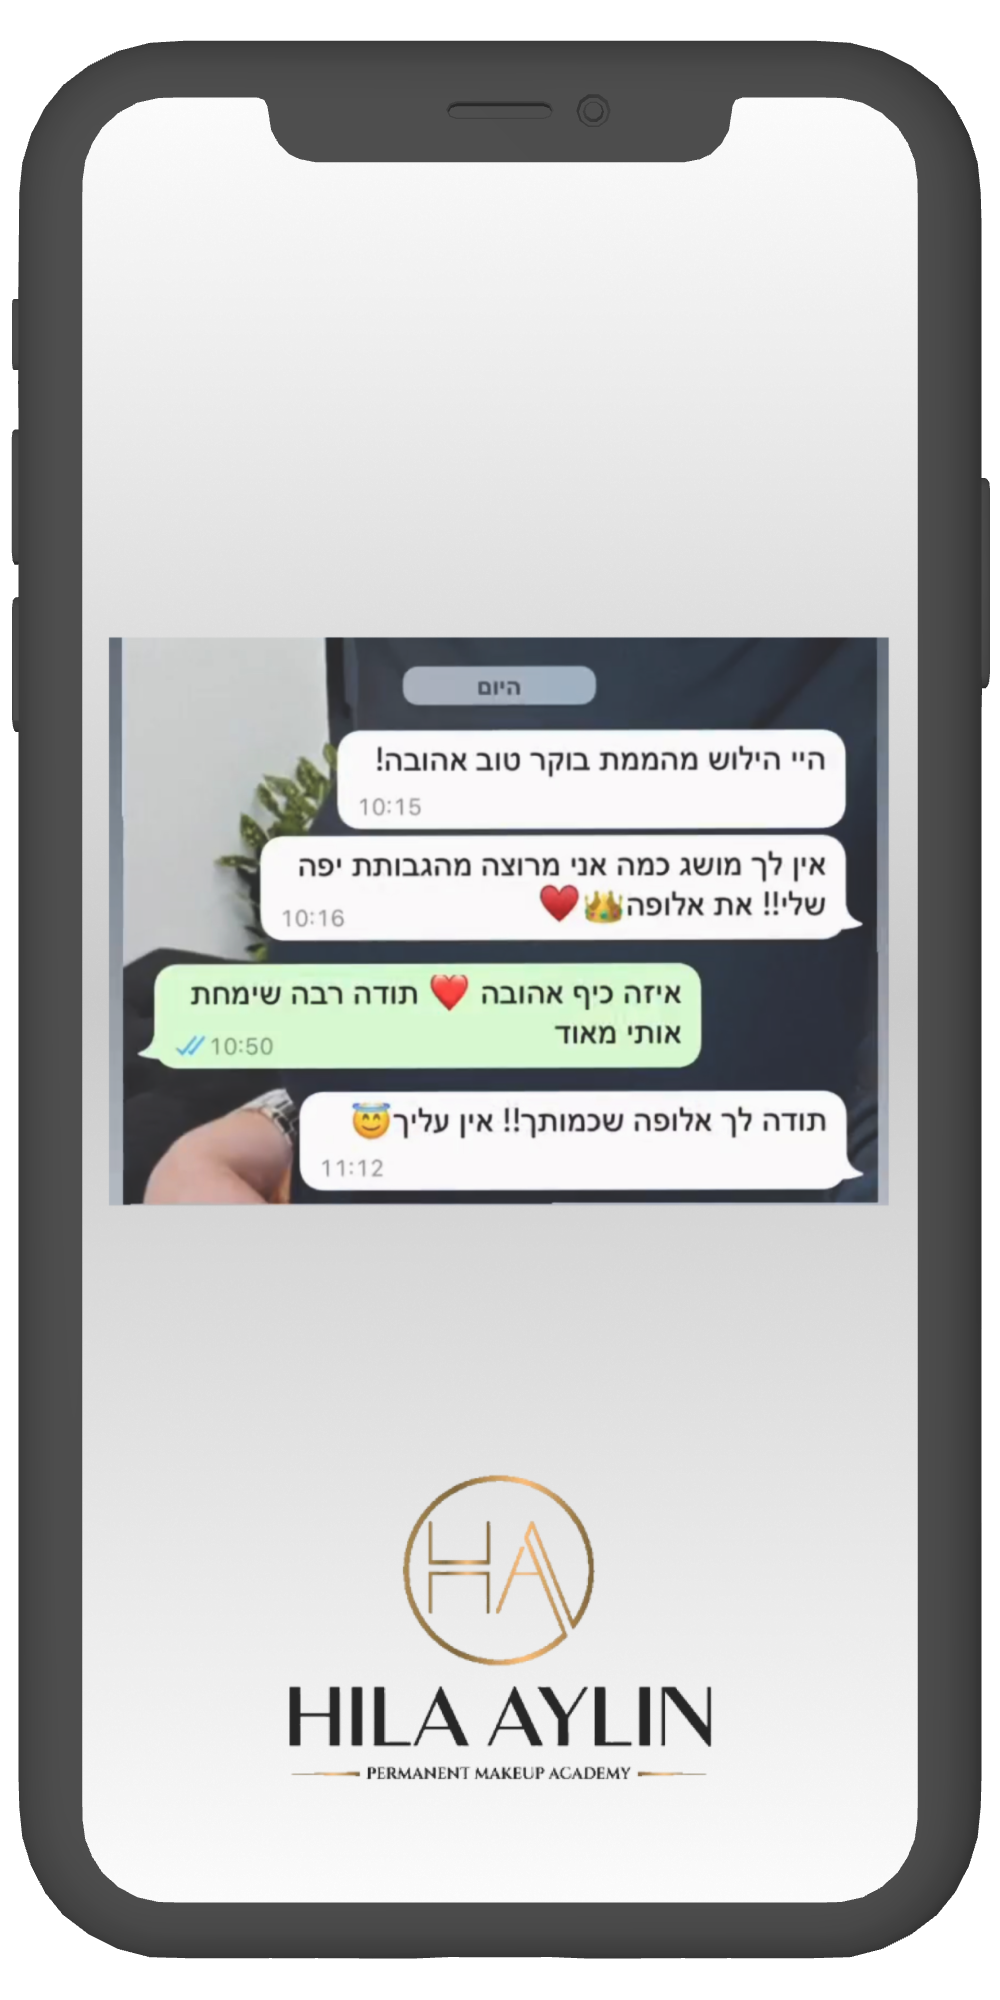 היום
היי הילוש מהממת בוקר טוב אהובה!
10:15
אין לך מושג כמה אני מרוצה מהגבותת יפה
שלי!! את אלופה👑❤️
10:16
איזה כיף אהובה ❤️ תודה רבה שימחת
אותי מאוד
10:50
תודה לך אלופה שכמותך!! אין עליך😇
11:12
HA
HILA AYLIN
PERMANENT MAKEUP ACADEMY